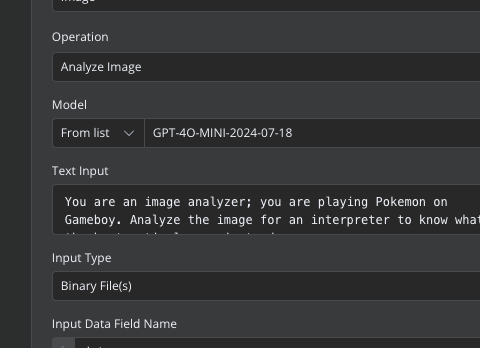 Image
Operation
Analyze Image
Model
From list
GPT-4O-MINI-2024-07-18
Text Input
You are an image analyzer; you are playing Pokemon on
Gameboy. Analyze the image for an interpreter to know what
Input Type
Binary File(s)
Input Data Field Name